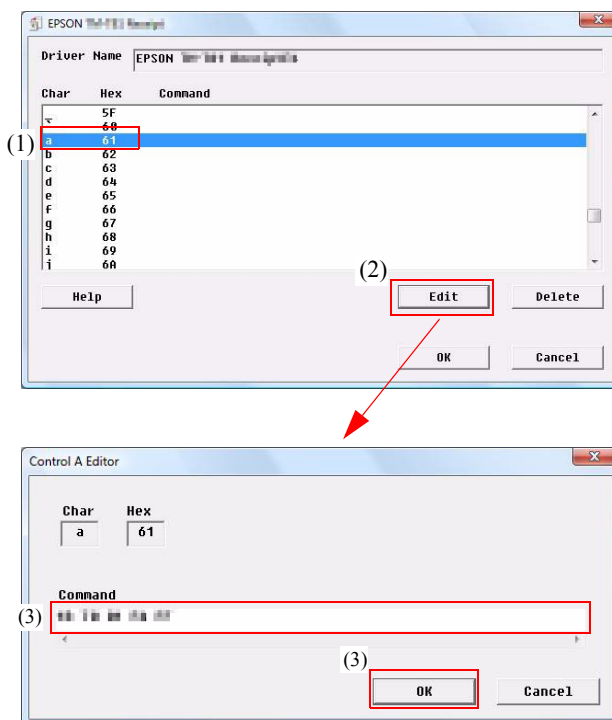 EPSON
Driver Name EPSON
Char Hex Command
_ 5F
60
(1)
a 61
b 62
c 63
d 64
e 65
f 66
g 67
h 68
i 69
j 6A
(2)
Help Edit Delete
OK Cancel
Control A Editor
Char Hex
a 61
Command
(3)
(3)
OK Cancel